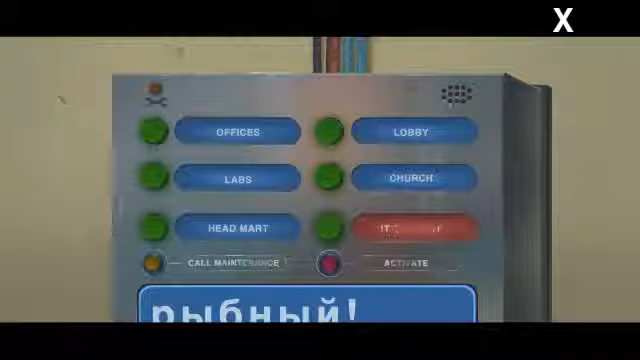 X
OFFICES
LOBBY
LABS
CHURCH
HEAD MART
CALL MAINTENANCE
ACTIVATE
рыбный!